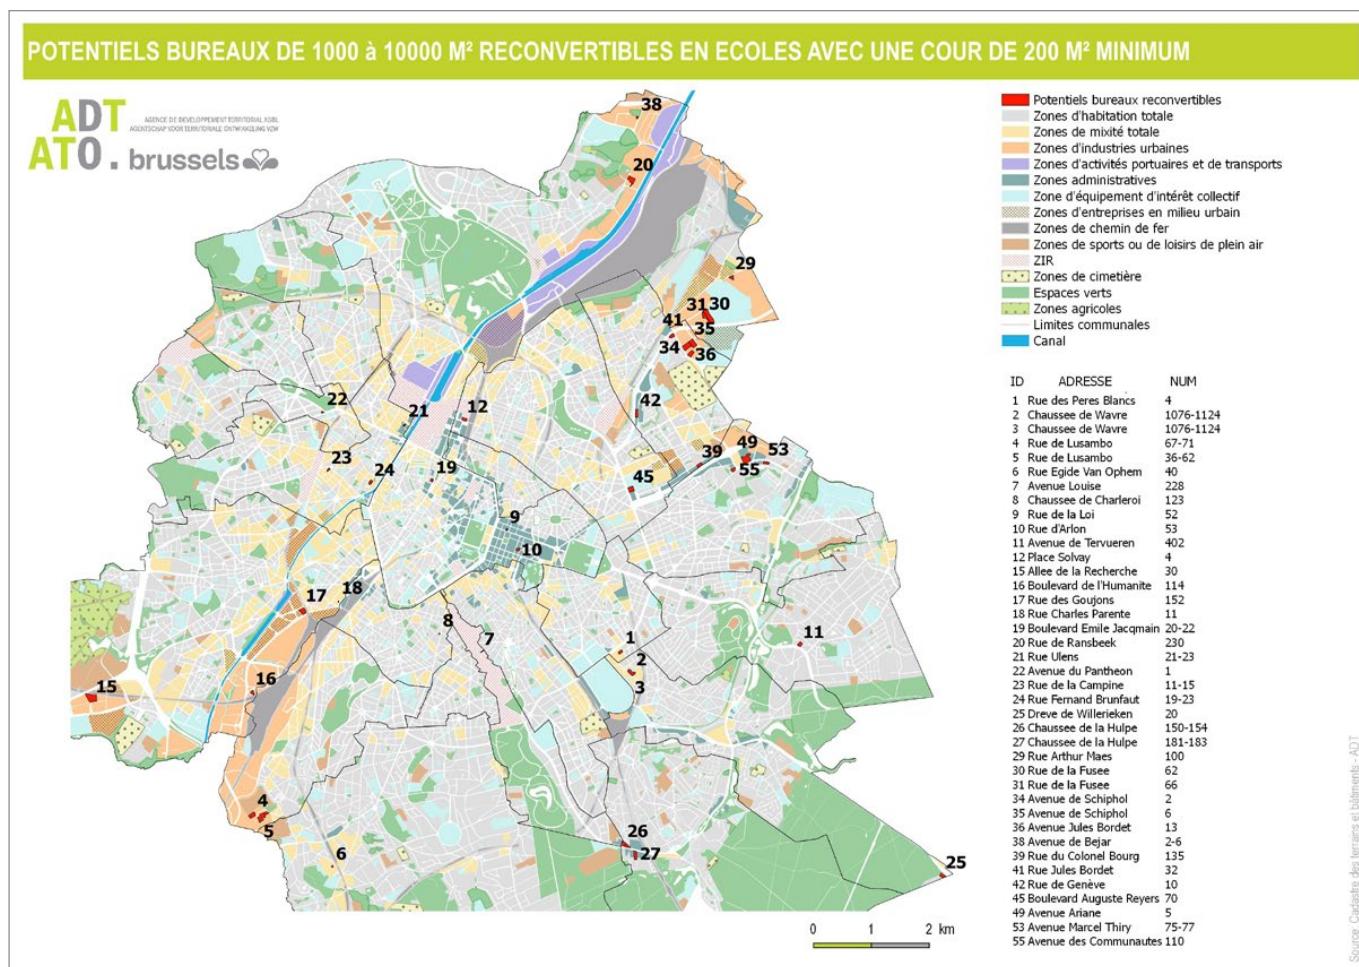 POTENTIELS BUREAUX DE 1000 à 10000 M² RECONVERTIBLES EN ECOLES AVEC UNE COUR DE 200 M² MINIMUM
ADT
ATO. brussels
AGENCE DE DEVELOPPEMENT TERRITORIAL ASBL
AGENTSCHAP VOOR TERRITORIALE ONTWIKKELING VZW
Potentiels bureaux reconvertibles
Zones d'habitation totale
Zones de mixité totale
Zones d'industries urbaines
Zones d'activités portuaires et de transports
Zones administratives
Zone d'équipement d'intérêt collectif
Zones d'entreprises en milieu urbain
Zones de chemin de fer
Zones de sports ou de loisirs de plein air
ZIR
Zones de cimetière
Espaces verts
Zones agricoles
Limites communales
Canal
ID ADRESSE NUM
1 Rue des Peres Blancs 4
2 Chaussee de Wavre 1076-1124
3 Chaussee de Wavre 1076-1124
4 Rue de Lusambo 67-71
5 Rue de Lusambo 36-62
6 Rue Egide Van Ophem 40
7 Avenue Louise 228
8 Chaussee de Charleroi 123
9 Rue de la Loi 52
10 Rue d'Arlon 53
11 Avenue de Tervueren 402
12 Place Solvay 4
15 Allee de la Recherche 30
16 Boulevard de l'Humanite 114
17 Rue des Goujons 152
18 Rue Charles Parente 11
19 Boulevard Emile Jacqmain 20-22
20 Rue de Ransbeek 230
21 Rue Ulens 21-23
22 Avenue du Pantheon 1
23 Rue de la Campine 11-15
24 Rue Fernand Brunfaut 19-23
25 Dreve de Willerieken 20
26 Chaussee de la Hulpe 150-154
27 Chaussee de la Hulpe 181-183
29 Rue Arthur Maes 100
30 Rue de la Fusee 62
31 Rue de la Fusee 66
34 Avenue de Schiphol 2
35 Avenue de Schiphol 6
36 Avenue Jules Bordet 13
38 Avenue de Bejar 2-6
39 Rue du Colonel Bourg 135
41 Rue Jules Bordet 32
42 Rue de Genève 10
45 Boulevard Auguste Reyers 70
49 Avenue Ariane 5
53 Avenue Marcel Thiry 75-77
55 Avenue des Communautes 110
38
20
29
31 30
41
35
34
36
22
21
12
42
23
24
19
39
49
53
55
45
9
10
18
17
8
7
1
2
3
11
16
15
4
5
6
26
27
25
0 1 2 km
Source: Cadastre des terrains et bâtiments - ADT